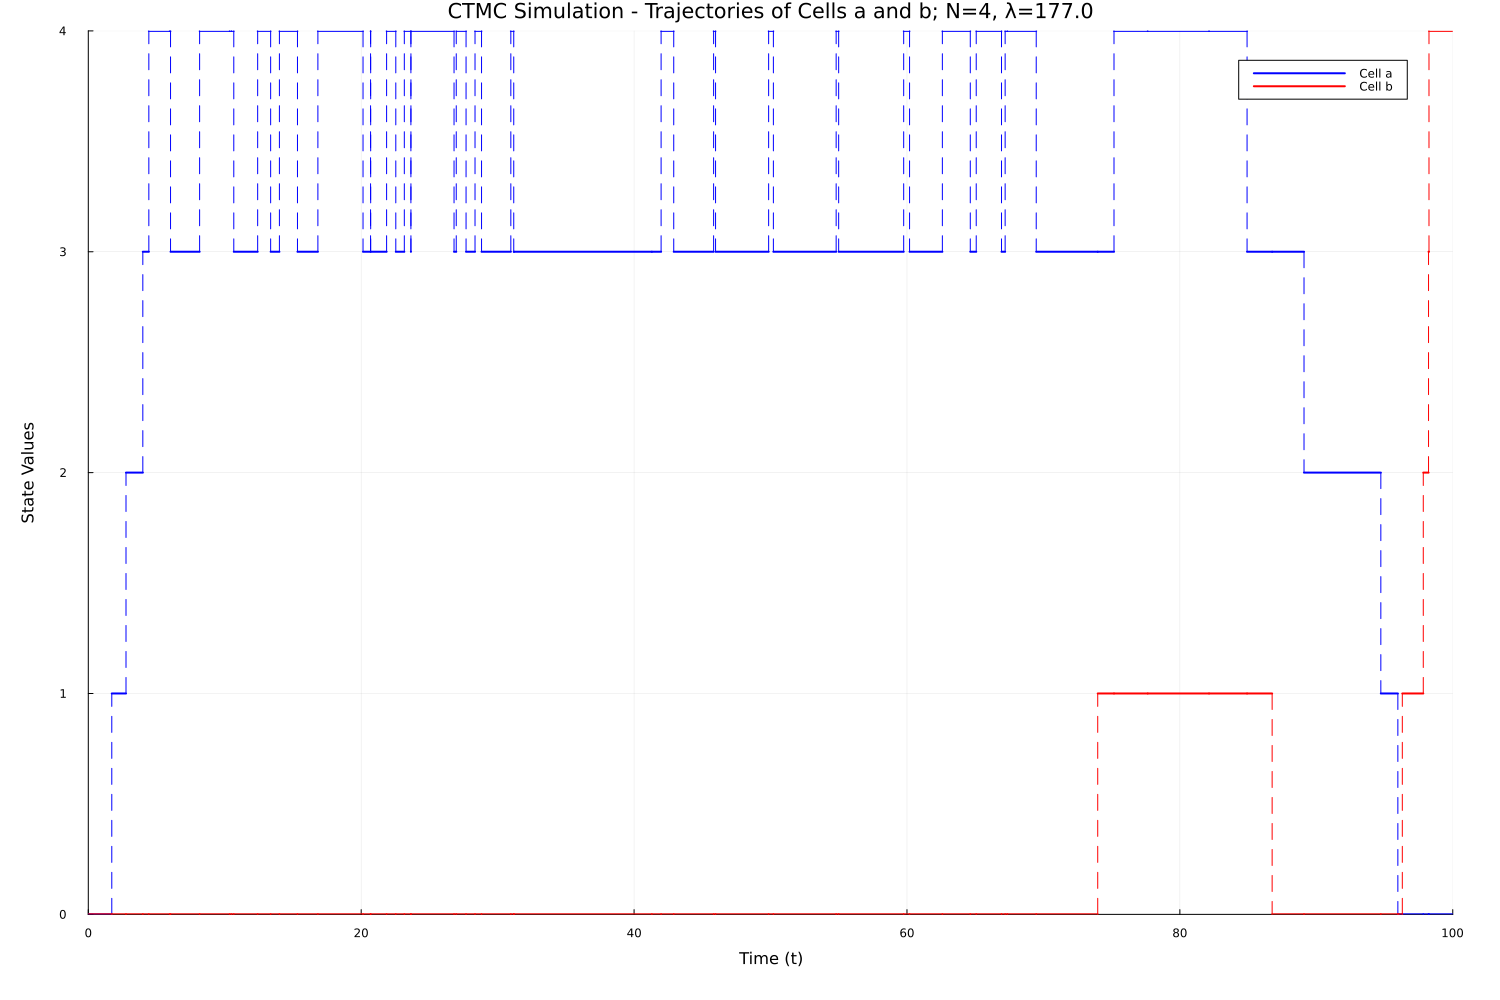 CTMC Simulation - Trajectories of Cells a and b; N=4, λ=177.0
4
Cell a
Cell b
3
State Values
2
1
0
0 20 40 60 80 100
Time (t)